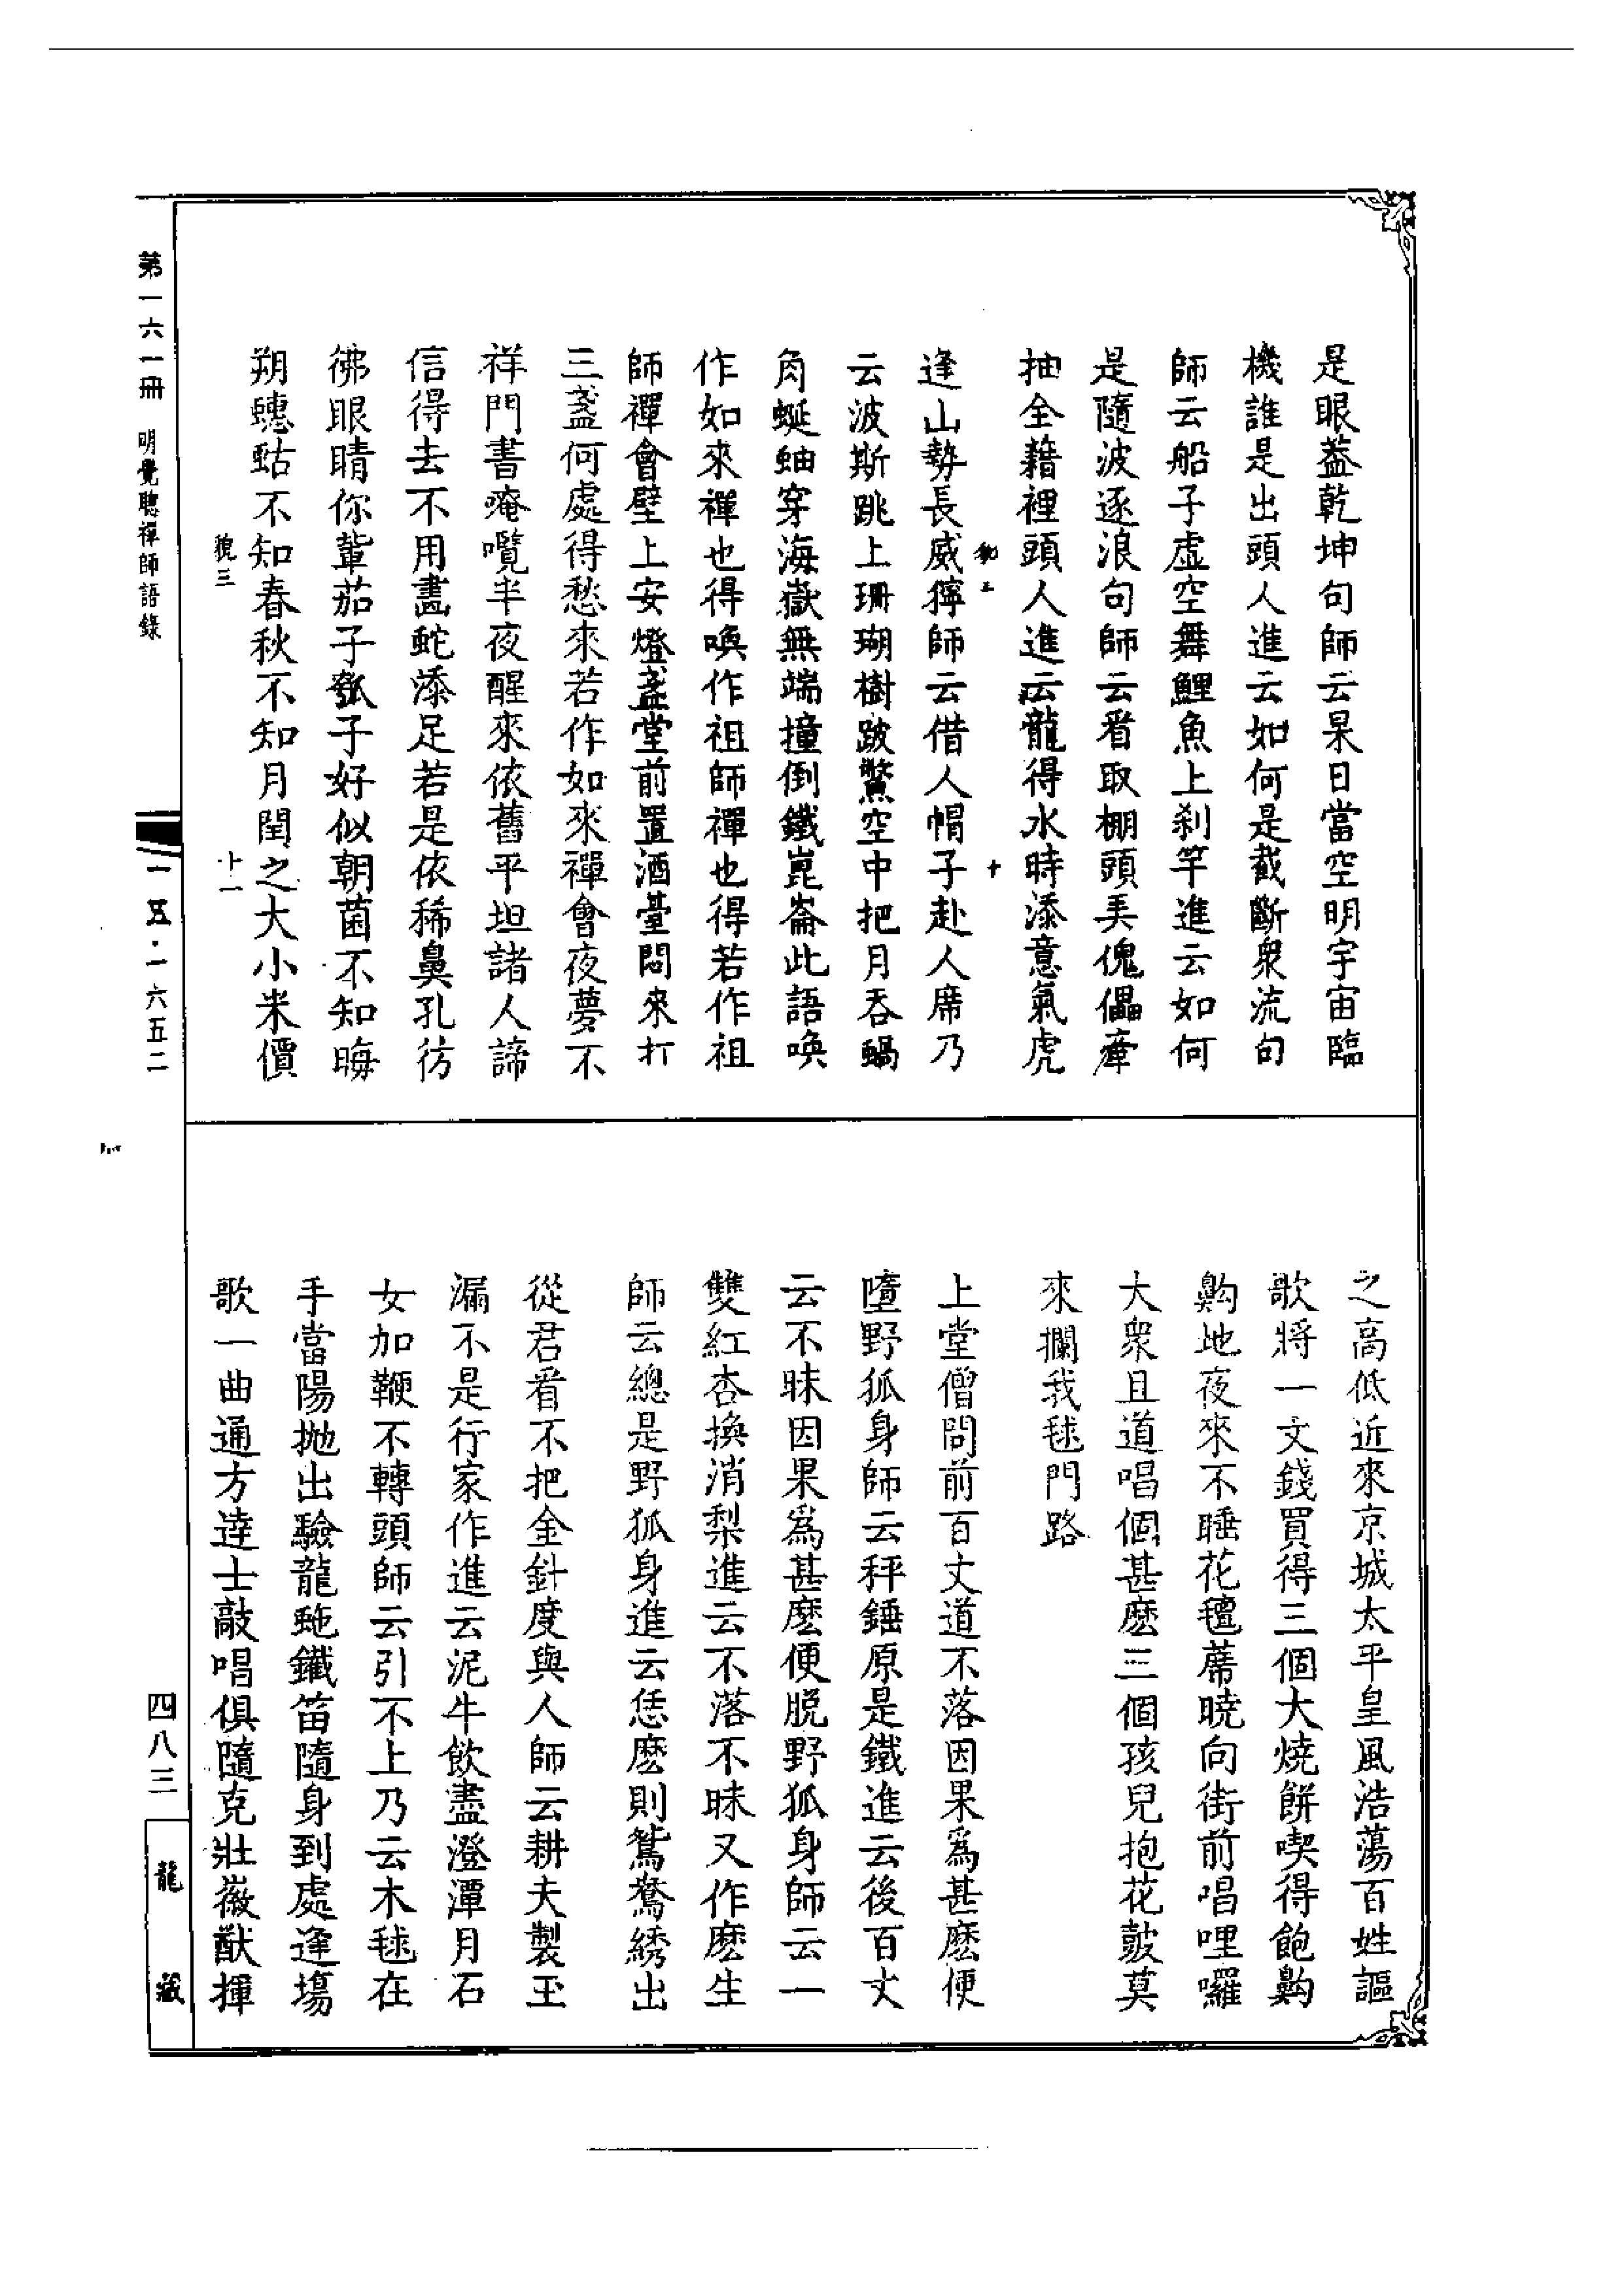 是眼葢乾坤句師云杲日當空明宇宙臨
機誰是出頭人進云如何是截斷衆流句
師云船子虛空舞鯉魚上刹竿進云如何
是隨波逐浪句師云看取棚頭弄傀儡牽
抽全藉裡頭人進云龍得水時添意氣虎
十
逢山勢長威獰師云借人帽子赴人席乃
云波斯跳上珊瑚樹跛鱉空中把月吞蝸
角蜒蚰穿海嶽無端撞倒鐵崑崙此語喚
作如來禪也得喚作祖師禪也得若作祖
師禪會壁上安燈盞堂前置酒臺悶來打
三盞何處得愁來若作如來禪會夜夢不
祥門書唵㘕半夜醒來依舊平坦諸人諦
信得去不用畵蛇添足若是依稀鼻孔彷
彿眼睛你輩茄子瓠子好似朝菌不知晦
朔蟪蛄不知春秋不知月閏之大小米價
貌三
十一
之高低近來京城太平皇風浩蕩百姓謳
歌將一文錢買得三個大燒餅喫得飽齁
齁地夜來不睡花氊蓆曉向街前唱哩囉
大衆且道唱個甚麽三個孩兒抱花皷莫
來攔我毬門路
上堂僧問前百丈道不落因果爲甚麽便
墮野狐身師云秤錘原是鐵進云後百丈
云不昧因果爲甚麽便脫野狐身師云一
雙紅杏換消梨進云不落不昧又作麽生
師云總是野狐身進云恁麽則鴛鴦綉出
從君看不把金針度與人師云耕夫製玉
漏不是行家作進云泥牛飲盡澄潭月石
女加鞭不轉頭師云引不上乃云木毬在
手當陽拋出驗龍虵鐵笛隨身到處逢塲
歌一曲通方達士敲唱俱隨克壯徽猷揮
第一六一冊 明覺聰禪師語錄
一五·一六五二
四八三
龍藏